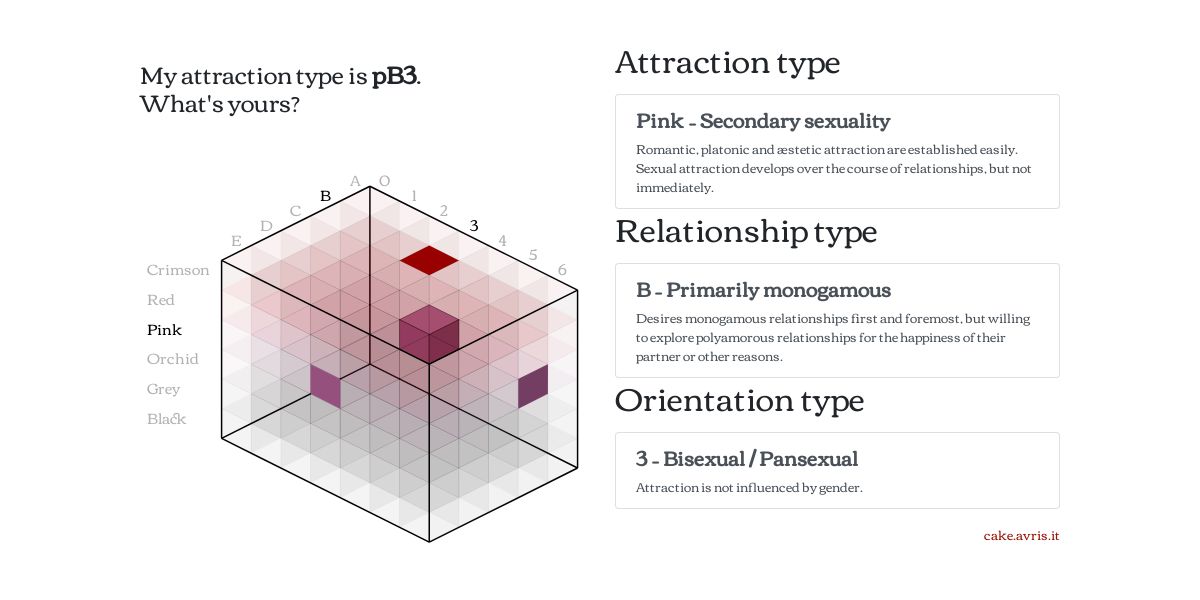 My attraction type is pB3.
What's yours?
A O
B 1
C 2
D 3
E 4
5
6
Crimson
Red
Pink
Orchid
Grey
Black
Attraction type
Pink – Secondary sexuality
Romantic, platonic and æstetic attraction are established easily.
Sexual attraction develops over the course of relationships, but not
immediately.
Relationship type
B – Primarily monogamous
Desires monogamous relationships first and foremost, but willing
to explore polyamorous relationships for the happiness of their
partner or other reasons.
Orientation type
3 – Bisexual / Pansexual
Attraction is not influenced by gender.
cake.avris.it